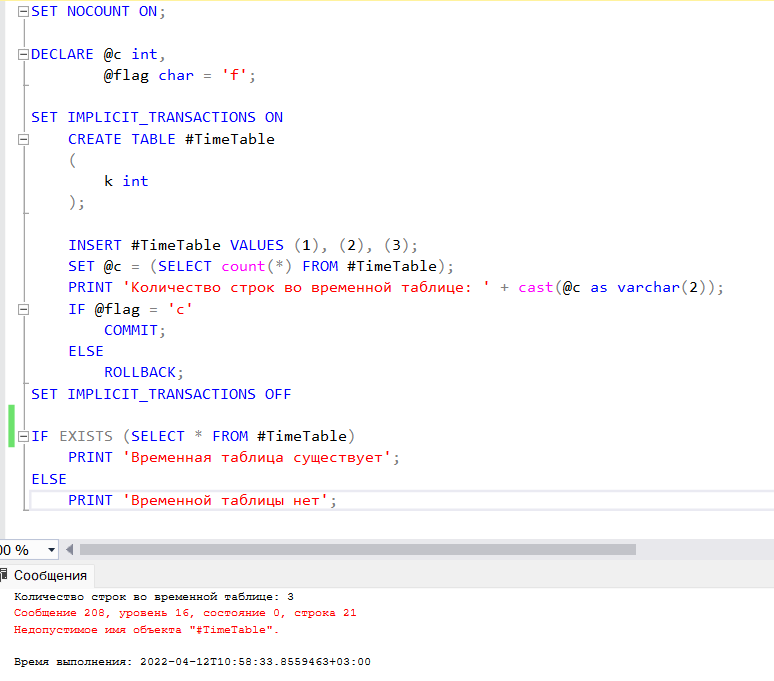 SET NOCOUNT ON;
DECLARE @c int,
@flag char = 'f';
SET IMPLICIT_TRANSACTIONS ON
CREATE TABLE #TimeTable
(
k int
);
INSERT #TimeTable VALUES (1), (2), (3);
SET @c = (SELECT count(*) FROM #TimeTable);
PRINT 'Количество строк во временной таблице: ' + cast(@c as varchar(2));
IF @flag = 'c'
COMMIT;
ELSE
ROLLBACK;
SET IMPLICIT_TRANSACTIONS OFF
IF EXISTS (SELECT * FROM #TimeTable)
PRINT 'Временная таблица существует';
ELSE
PRINT 'Временной таблицы нет';
00 %
Сообщения
Количество строк во временной таблице: 3
Сообщение 208, уровень 16, состояние 0, строка 21
Недопустимое имя объекта "#TimeTable".
Время выполнения: 2022-04-12T10:58:33.8559463+03:00